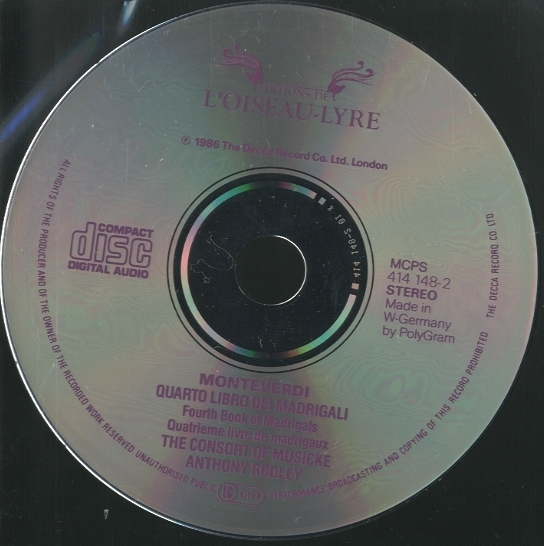 EDITIONS DE
L'OISEAU-LYRE
℗ 1986 The Decca Record Co. Ltd. London
COMPACT
disc
DIGITAL AUDIO
MCPS
414 148-2
STEREO
Made in
W-Germany
by PolyGram
MONTEVERDI
QUARTO LIBRO DEI MADRIGALI
Fourth Book of Madrigals
Quatrième livre de madrigaux
THE CONSORT OF MUSICKE
ANTHONY ROOLEY
ALL RIGHTS OF THE PRODUCER AND OF THE OWNER OF THE RECORDED WORK RESERVED UNAUTHORISED PUBLIC PERFORMANCE BROADCASTING AND COPYING OF THIS RECORD PROHIBITED THE DECCA RECORD CO LTD.